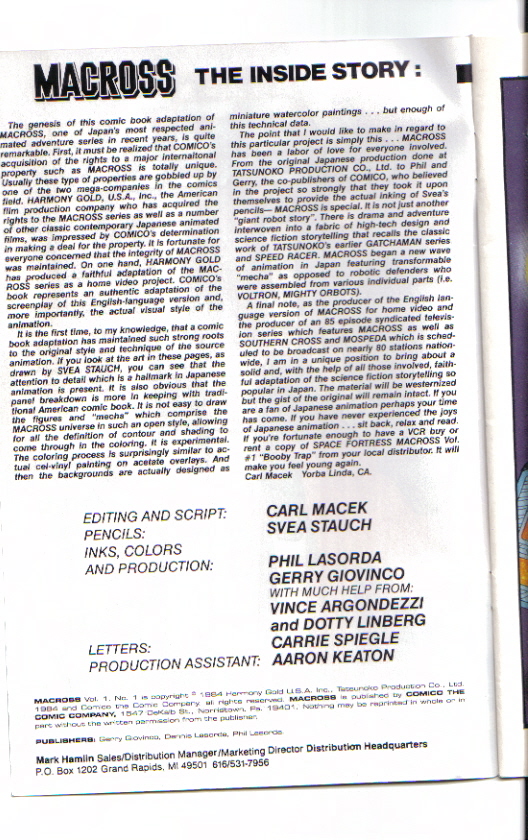 MACROSS THE INSIDE STORY :
The genesis of this comic book adaptation of
MACROSS, one of Japan's most respected ani-
mated adventure series in recent years, is quite
remarkable. First, it must be realized that COMICO's
acquisition of the rights to a major internaitonal
property such as MACROSS is totally unique.
Usually these type of properties are gobbled up by
one of the two mega-companies in the comics
field. HARMONY GOLD, U.S.A., Inc., the American
film production company who had acquired the
rights to the MACROSS series as well as a number
of other classic contemporary Japanese animated
films, was impressed by COMICO's determination
in making a deal for the property. It is fortunate for
everyone concerned that the integrity of MACROSS
was maintained. On one hand, HARMONY GOLD
has produced a faithful adaptation of the MAC-
ROSS series as a home video project. COMICO's
book represents an authentic adaptation of the
screenplay of this English-language version and,
more importantly, the actual visual style of the
animation.
It is the first time, to my knowledge, that a comic
book adaptation has maintained such strong roots
to the original style and technique of the source
animation. If you look at the art in these pages, as
drawn by SVEA STAUCH, you can see that the
attention to detail which is a hallmark in Japanese
animation is present. It is also obvious that the
panel breakdown is more in keeping with tradi-
tional American comic book. It is not easy to draw
the figures and "mecha" which comprise the
MACROSS universe in such an open style, allowing
for all the definition of contour and shading to
come through in the coloring. It is experimental.
The coloring process is surprisingly similar to ac-
tual cel-vinyl painting on acetate overlays. And
then the backgrounds are actually designed as
miniature watercolor paintings . . . but enough of
this technical data.
The point that I would like to make in regard to
this particular project is simply this . . . MACROSS
has been a labor of love for everyone involved.
From the original Japanese production done at
TATSUNOKO PRODUCTION CO., Ltd. to Phil and
Gerry, the co-publishers of COMICO, who believed
in the project so strongly that they took it upon
themselves to provide the actual inking of Svea's
pencils— MACROSS is special. It is not just another
"giant robot story". There is drama and adventure
interwoven into a fabric of high-tech design and
science fiction storytelling that recalls the classic
work of TATSUNOKO's earlier GATCHAMAN series
and SPEED RACER. MACROSS began a new wave
of animation in Japan featuring transformable
"mecha" as opposed to robotic defenders who
were assembled from various individual parts (i.e.
VOLTRON, MIGHTY ORBOTS).
A final note, as the producer of the English lan-
guage version of MACROSS for home video and
the producer of an 85 episode syndicated televis-
ion series which features MACROSS as well as
SOUTHERN CROSS and MOSPEDA which is sched-
uled to be broadcast on nearly 80 stations nation-
wide, I am in a unique position to bring about a
solid and, with the help of all those involved, faith-
ful adaptation of the science fiction storytelling so
popular in Japan. The material will be westernized
but the gist of the original will remain intact. If you
are a fan of Japanese animation perhaps your time
has come. If you have never experienced the joys
of Japanese animation . . . sit back, relax and read.
If you're fortunate enough to have a VCR buy or
rent a copy of SPACE FORTRESS MACROSS Vol.
#1 "Booby Trap" from your local distributor. It will
make you feel young again.
Carl Macek Yorba Linda, CA.
EDITING AND SCRIPT: CARL MACEK
PENCILS: SVEA STAUCH
INKS, COLORS
AND PRODUCTION: PHIL LASORDA
GERRY GIOVINCO
WITH MUCH HELP FROM:
VINCE ARGONDEZZI
and DOTTY LINBERG
LETTERS: CARRIE SPIEGLE
PRODUCTION ASSISTANT: AARON KEATON
MACROSS Vol. 1, No. 1 is copyright © 1984 Harmony Gold U.S.A. Inc., Tatsunoko Production Co., Ltd.
1984 and Comico the Comic Company, all rights reserved. MACROSS is published by COMICO THE
COMIC COMPANY, 1547 DeKalb St., Norristown, Pa. 19401. Nothing may be reprinted in whole or in
part without the written permission from the publisher.
PUBLISHERS: Gerry Giovinco, Dennis Lasorda, Phil Lasorda
Mark Hamlin Sales/Distribution Manager/Marketing Director Distribution Headquarters
P.O. Box 1202 Grand Rapids, MI 49501 616/531-7956